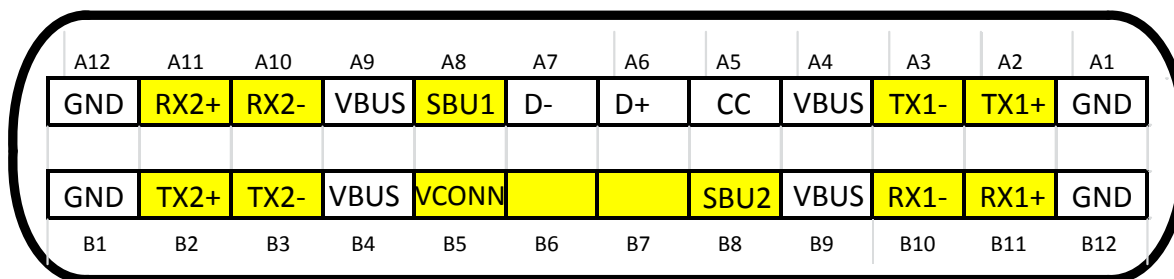 A12 A11 A10 A9 A8 A7 A6 A5 A4 A3 A2 A1
GND RX2+ RX2- VBUS SBU1 D- D+ CC VBUS TX1- TX1+ GND
GND TX2+ TX2- VBUS VCONN SBU2 VBUS RX1- RX1+ GND
B1 B2 B3 B4 B5 B6 B7 B8 B9 B10 B11 B12